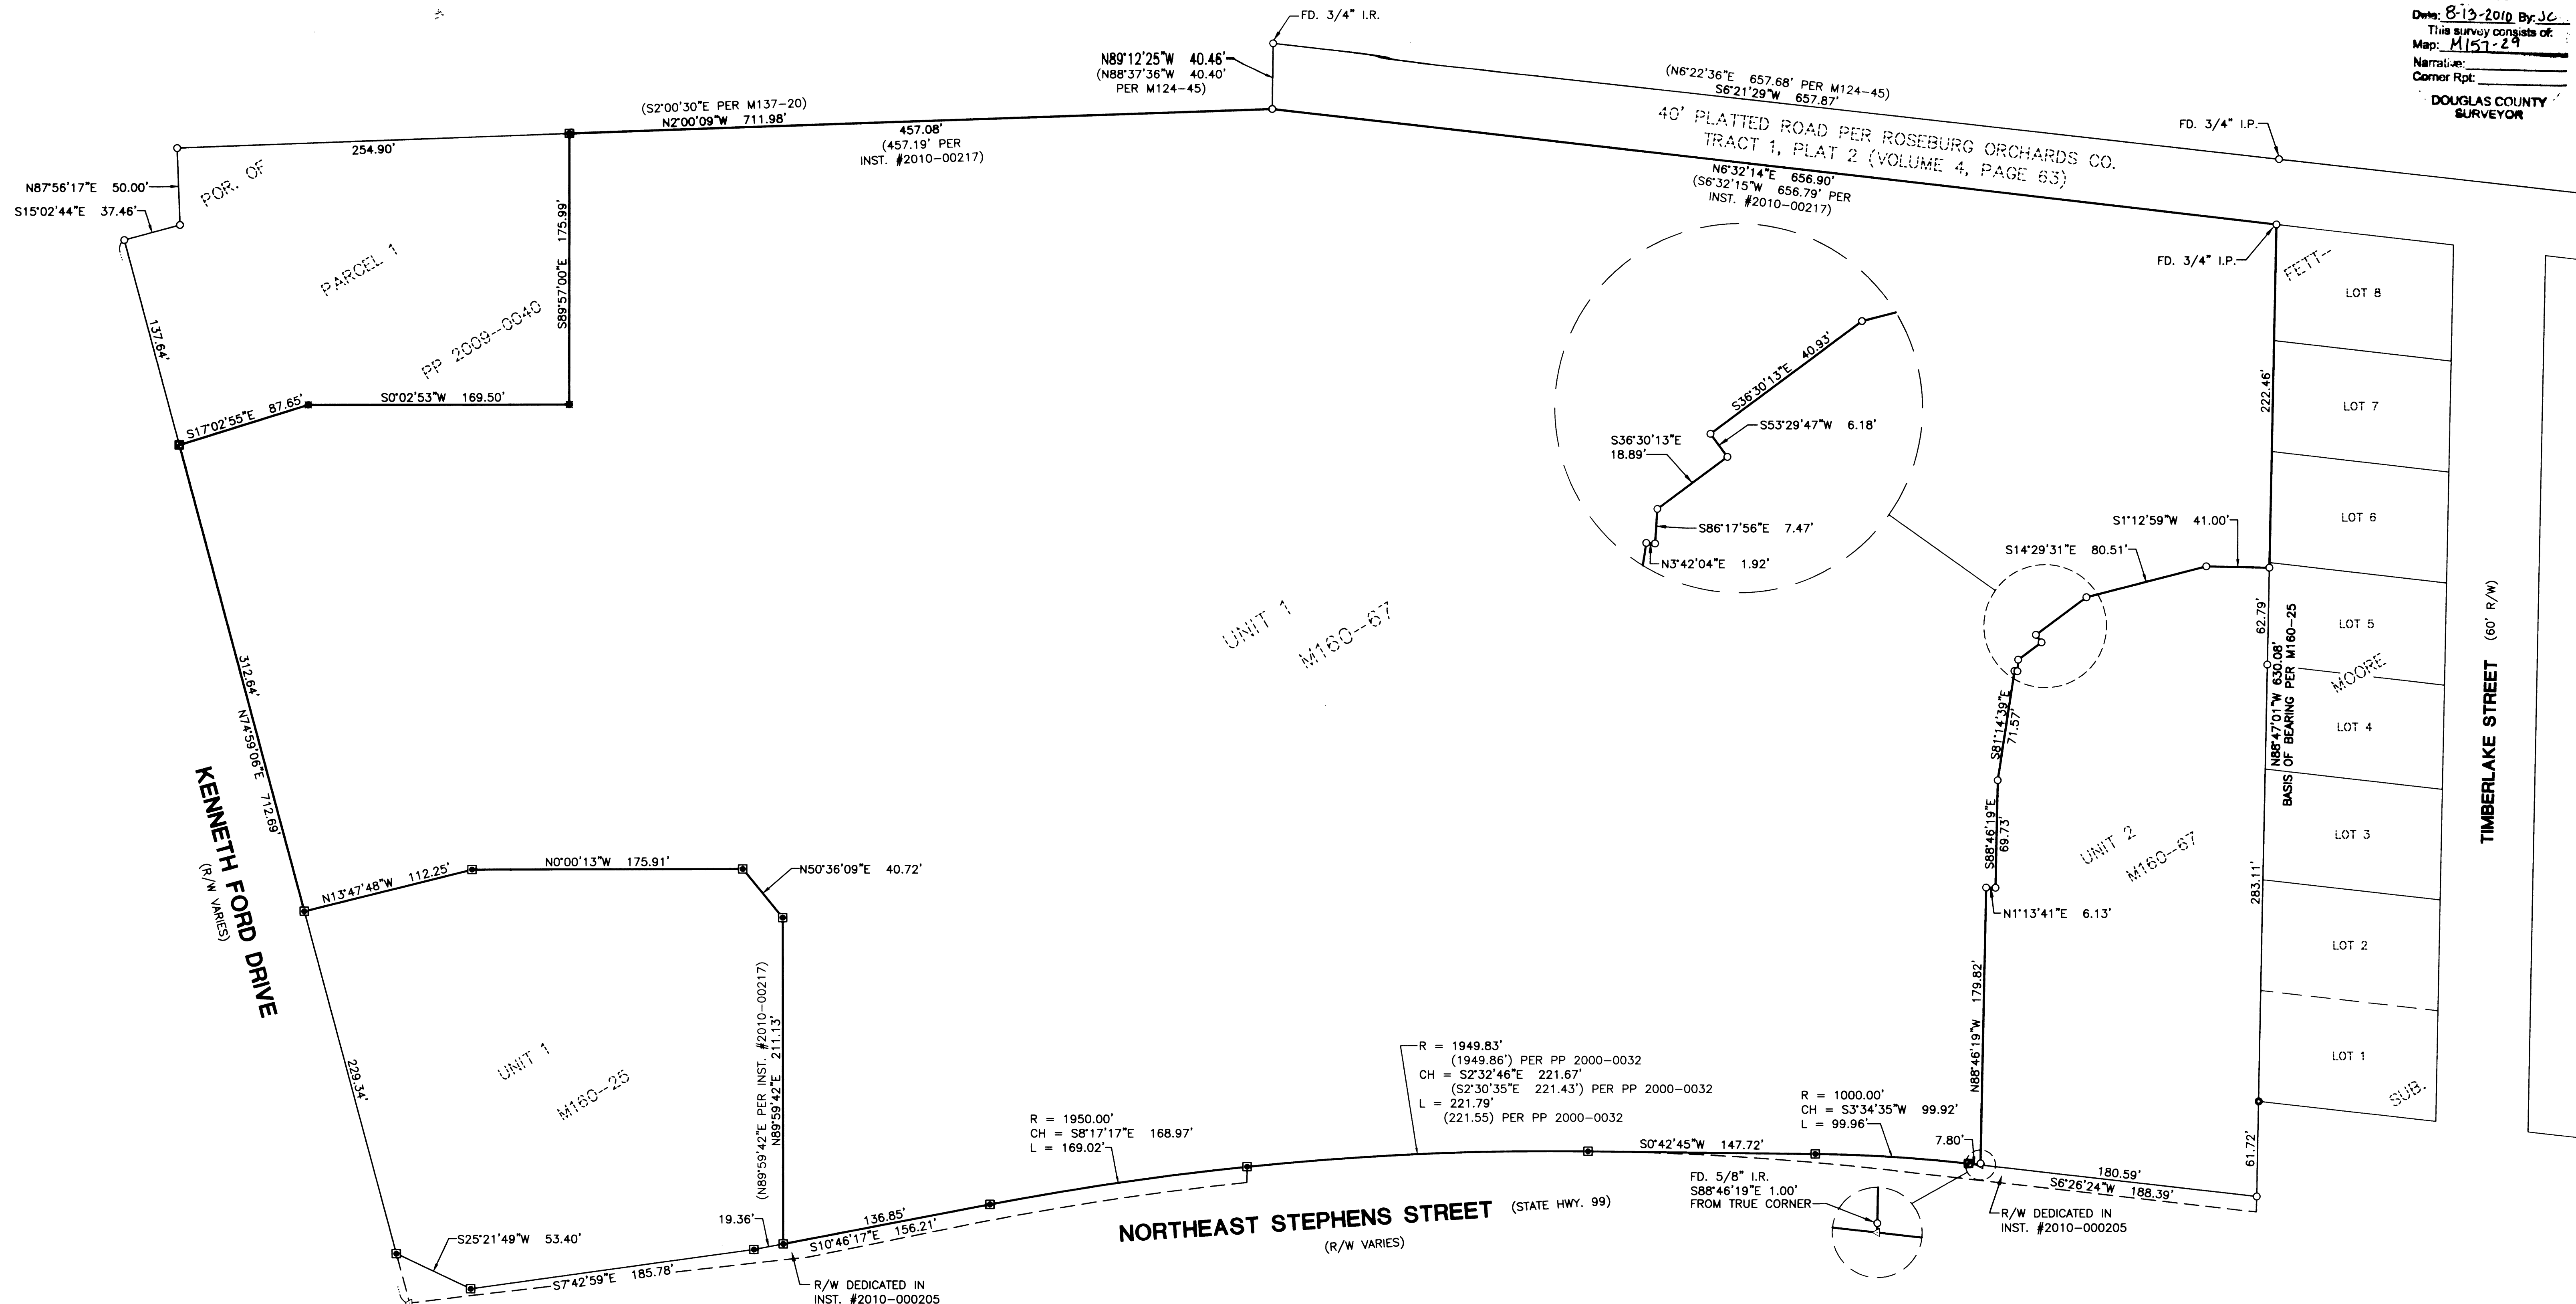 Date: 8-13-2010 By: JC
This survey consists of:
Map: M157-29
Narrative:
Corner Rpt:
DOUGLAS COUNTY
SURVEYOR
FD. 3/4" I.R.
N89°12'25"W 40.46'
(N88°37'36"W 40.40'
PER M124-45)
(N6°22'36"E 657.68' PER M124-45)
S6°21'29"W 657.87'
40' PLATTED ROAD PER ROSEBURG ORCHARDS CO.
TRACT 1, PLAT 2 (VOLUME 4, PAGE 63)
FD. 3/4" I.P.
N6°32'14"E 656.90'
(S6°32'15"W 656.79' PER
INST. #2010-00217)
(S2°00'30"E PER M137-20)
N2°00'09"W 711.98'
254.90'
457.08'
(457.19' PER
INST. #2010-00217)
N87°56'17"E 50.00'
S15°02'44"E 37.46'
POR. OF
PARCEL 1
PP 2009-0040
S89°57'00"E 175.99'
137.64'
S17°02'55"E 87.65'
S0°02'53"W 169.50'
FD. 3/4" I.P.
FETT-
LOT 8
LOT 7
LOT 6
LOT 5
MOORE
LOT 4
LOT 3
LOT 2
LOT 1
SUB.
222.46'
62.79'
N88°47'01"W 630.08'
BASIS OF BEARING PER M160-25
283.11'
61.72'
TIMBERLAKE STREET (60' R/W)
S36°30'13"E 40.93'
S53°29'47"W 6.18'
S36°30'13"E
18.89'
S86°17'56"E 7.47'
N3°42'04"E 1.92'
S1°12'59"W 41.00'
S14°29'31"E 80.51'
S81°14'39"E
71.57'
S88°46'19"E
69.73'
N1°13'41"E 6.13'
N88°46'19"W 179.82'
UNIT 2
M160-67
UNIT 1
M160-67
312.64'
N74°59'06"E 712.69'
KENNETH FORD DRIVE
(R/W VARIES)
N13°47'48"W 112.25'
N0°00'13"W 175.91'
N50°36'09"E 40.72'
(N89°59'42"E PER INST. #2010-00217)
N89°59'42"E 211.13'
UNIT 1
M160-25
229.34'
S25°21'49"W 53.40'
S7°42'59"E 185.78'
19.36'
136.85'
S10°46'17"E 156.21'
R/W DEDICATED IN
INST. #2010-000205
R = 1950.00'
CH = S8°17'17"E 168.97'
L = 169.02'
R = 1949.83'
(1949.86') PER PP 2000-0032
CH = S2°32'46"E 221.67'
(S2°30'35"E 221.43') PER PP 2000-0032
L = 221.79'
(221.55) PER PP 2000-0032
S0°42'45"W 147.72'
R = 1000.00'
CH = S3°34'35"W 99.92'
L = 99.96'
7.80'
FD. 5/8" I.R.
S88°46'19"E 1.00'
FROM TRUE CORNER
180.59'
S6°26'24"W 188.39'
R/W DEDICATED IN
INST. #2010-000205
NORTHEAST STEPHENS STREET (STATE HWY. 99)
(R/W VARIES)